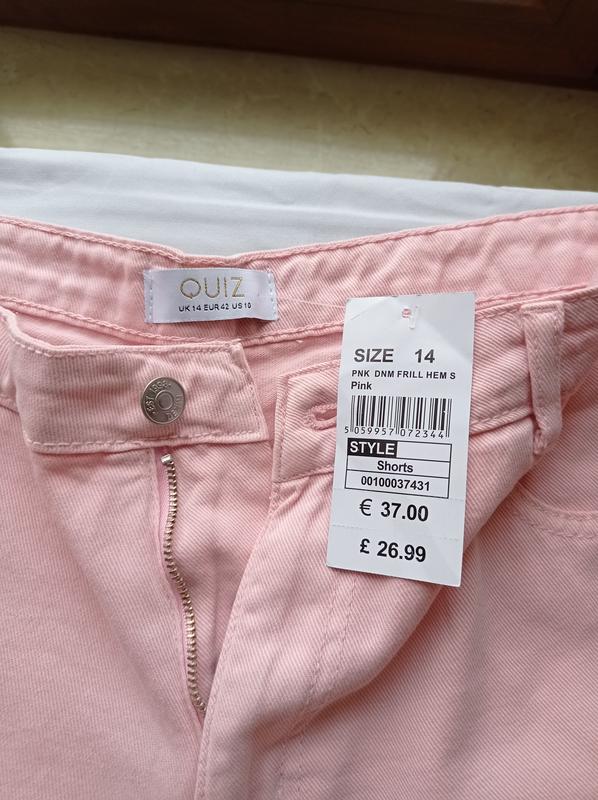 QUIZ
UK 14 EUR 42 US 10
SIZE 14
PNK DNM FRILL HEM S
Pink
5 059957 072344
STYLE
Shorts
00100037431
€ 37.00
£ 26.99